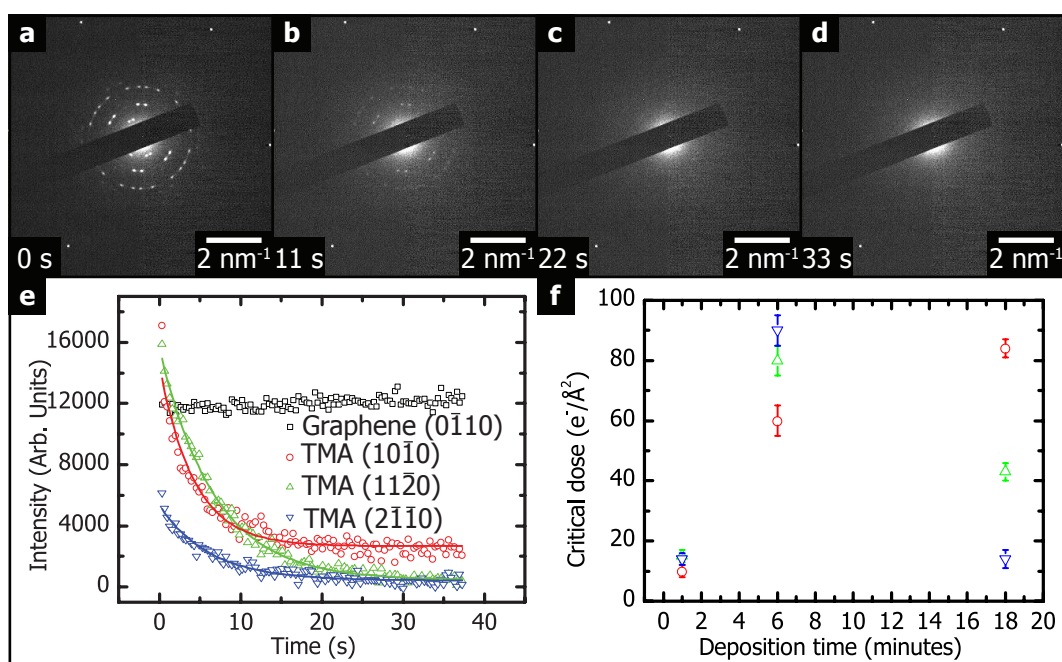 a b c d
0 s 2 nm⁻¹ 11 s 2 nm⁻¹ 22 s 2 nm⁻¹ 33 s 2 nm⁻¹
e
16000
12000
8000
4000
0
Intensity (Arb. Units)
Graphene (01̄10)
TMA (101̄0)
TMA (112̄0)
TMA (21̄1̄0)
0 10 20 30 40
Time (s)
f
100
80
60
40
20
0
Critical dose (e⁻/Å²)
0 2 4 6 8 10 12 14 16 18 20
Deposition time (minutes)